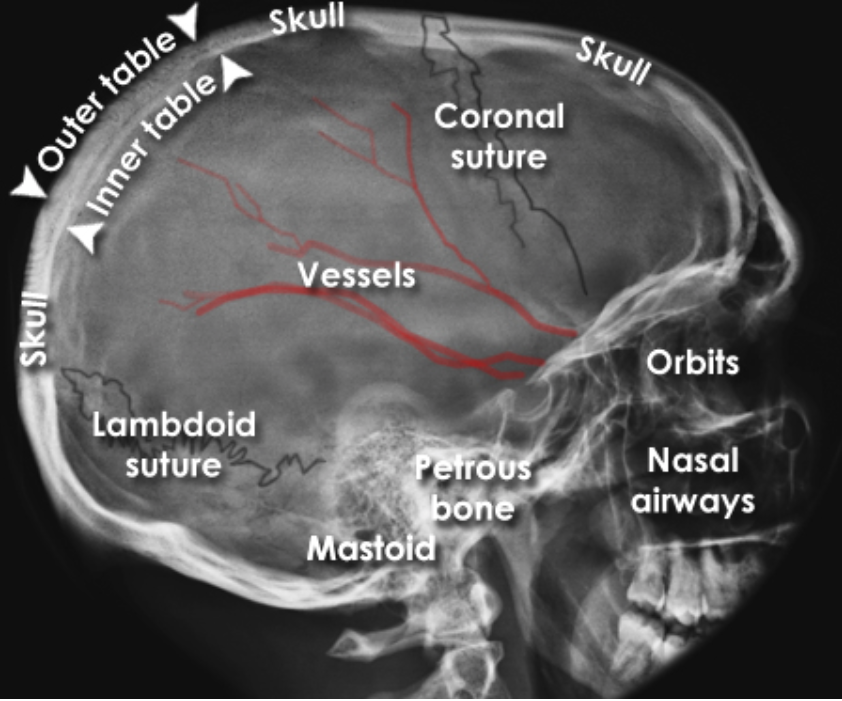 Skull
Skull
Outer table
Inner table
Coronal
suture
Vessels
Skull
Orbits
Lambdoid
suture
Petrous
bone
Nasal
airways
Mastoid